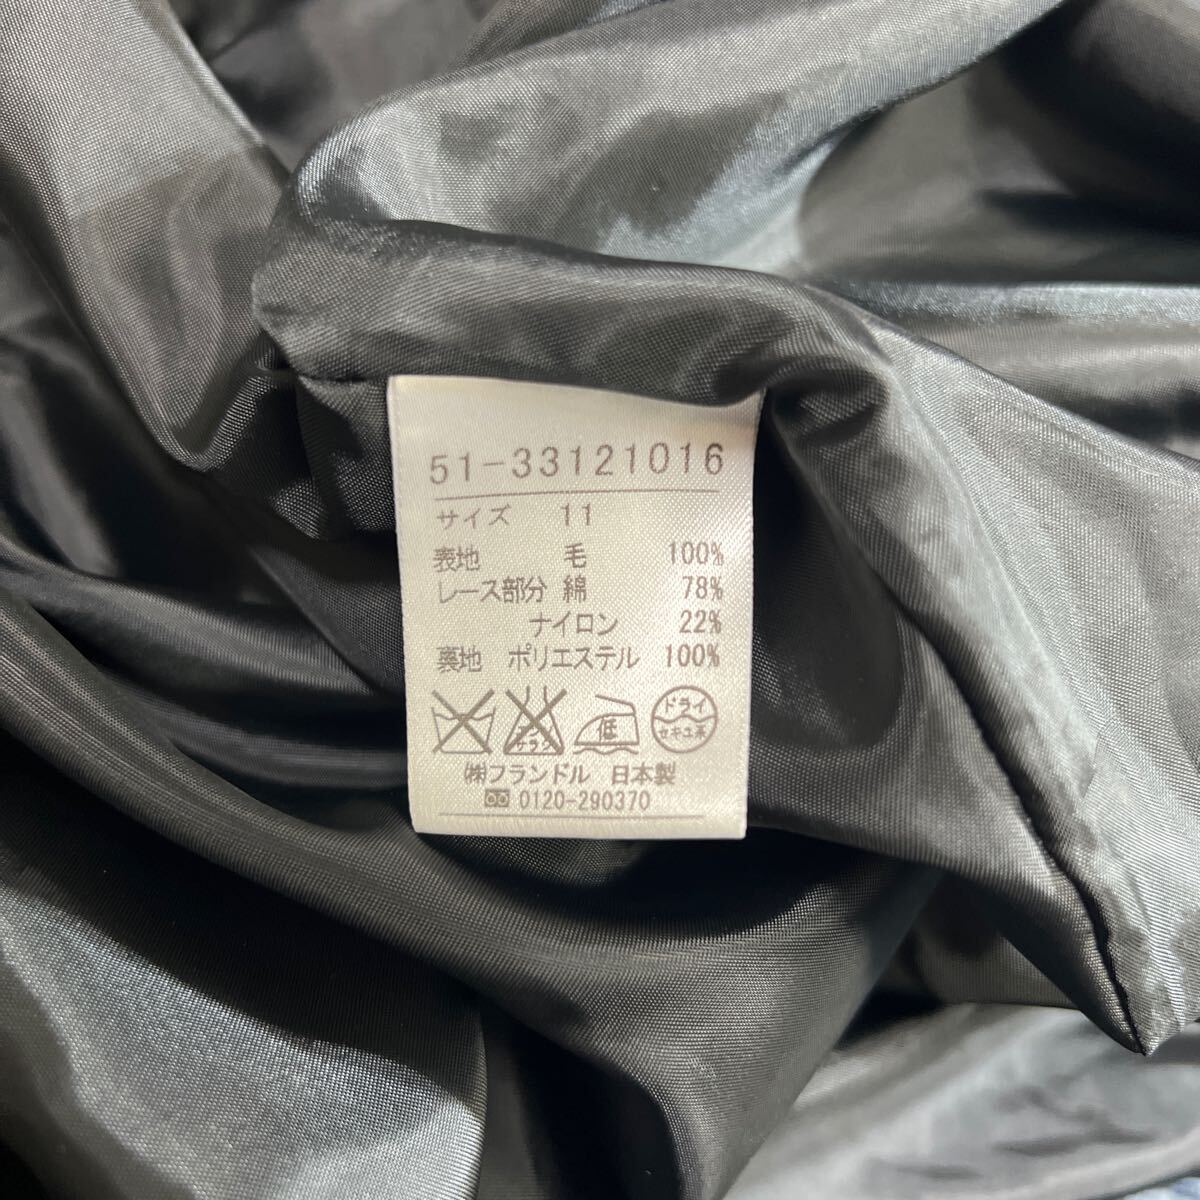 51-33121016
サイズ 11
表地 毛 100%
レース部分 綿 78%
ナイロン 22%
裏地 ポリエステル 100%
低 ドライ セキユ系
㈱フランドル 日本製
0120-290370